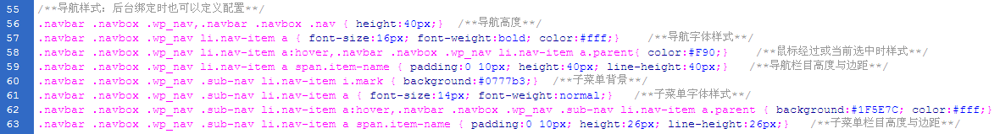 55 /**导航样式：后台绑定时也可以定义配置**/
56 .navbar .navbox .wp_nav,.navbar .navbox .nav { height:40px;} /**导航高度**/
57 .navbar .navbox .wp_nav li.nav-item a { font-size:16px; font-weight:bold; color:#fff;} /**导航字体样式**/
58 .navbar .navbox .wp_nav li.nav-item a:hover,.navbar .navbox .wp_nav li.nav-item a.parent{ color:#F90;} /**鼠标经过或当前选中时样式**/
59 .navbar .navbox .wp_nav li.nav-item a span.item-name { padding:0 10px; height:40px; line-height:40px;} /**导航栏目高度与边距**/
60 .navbar .navbox .wp_nav .sub-nav li.nav-item i.mark { background:#0777b3;} /**子菜单背景**/
61 .navbar .navbox .wp_nav .sub-nav li.nav-item a { font-size:14px; font-weight:normal;} /**子菜单字体样式**/
62 .navbar .navbox .wp_nav .sub-nav li.nav-item a:hover,.navbar .navbox .wp_nav .sub-nav li.nav-item a.parent { background:#1F5E7C; color:#fff;}
63 .navbar .navbox .wp_nav .sub-nav li.nav-item a span.item-name { padding:0 10px; height:26px; line-height:26px;} /**子菜单栏目高度与边距**/